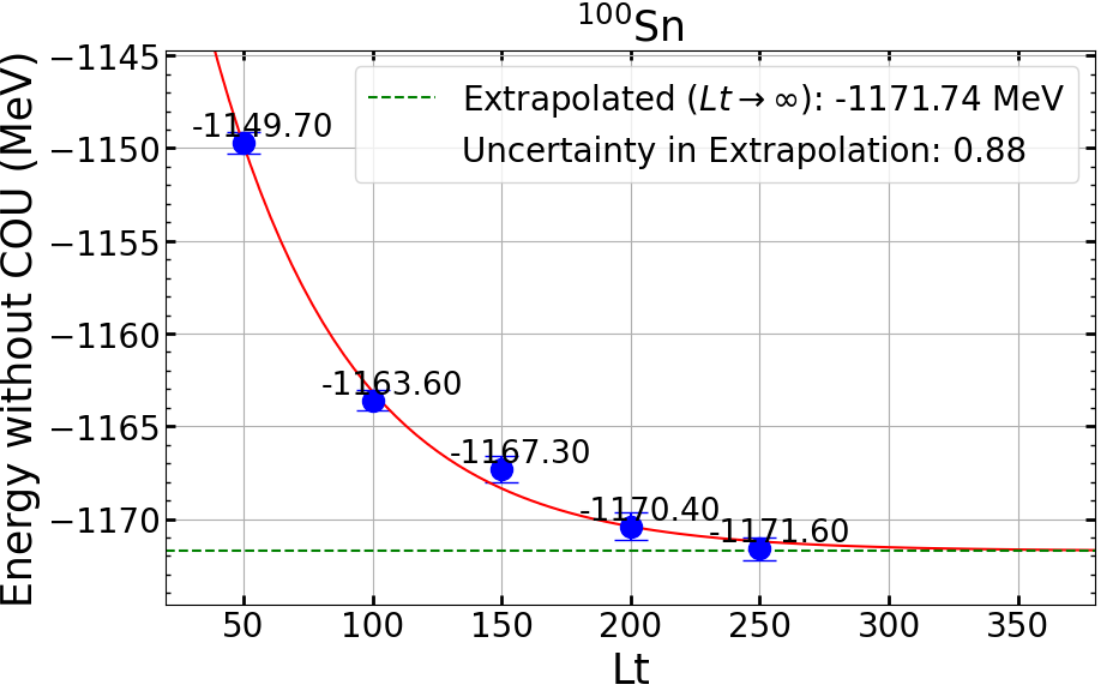 ¹⁰⁰Sn
Energy without COU (MeV)
−1145
−1150
−1155
−1160
−1165
−1170
Extrapolated (Lt → ∞): -1171.74 MeV
Uncertainty in Extrapolation: 0.88
-1149.70
-1163.60
-1167.30
-1170.40
-1171.60
50 100 150 200 250 300 350
Lt